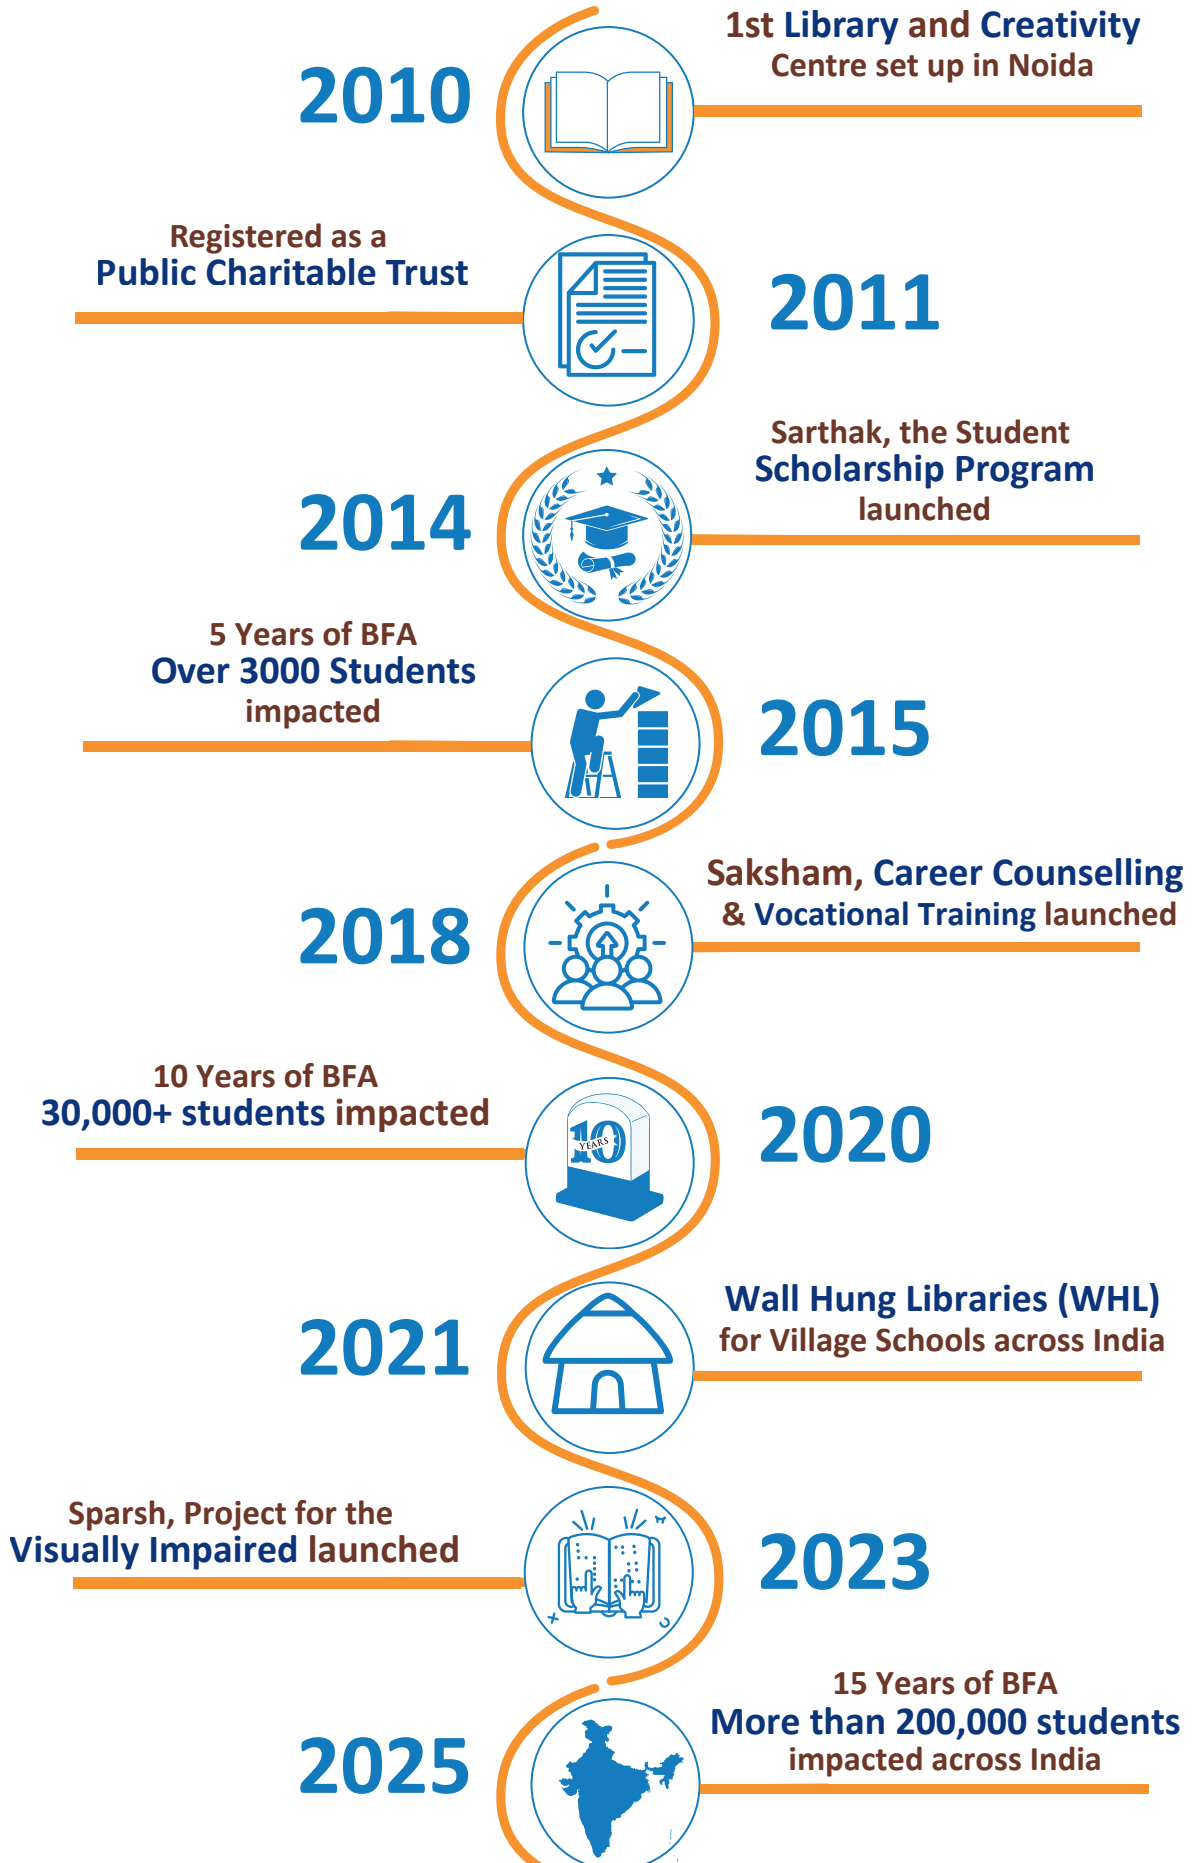 2010
1st Library and Creativity
Centre set up in Noida
Registered as a
Public Charitable Trust
2011
2014
Sarthak, the Student
Scholarship Program
launched
5 Years of BFA
Over 3000 Students
impacted
2015
2018
Saksham, Career Counselling
& Vocational Training launched
10 Years of BFA
30,000+ students impacted
10
YEARS
2020
2021
Wall Hung Libraries (WHL)
for Village Schools across India
Sparsh, Project for the
Visually Impaired launched
2023
2025
15 Years of BFA
More than 200,000 students
impacted across India